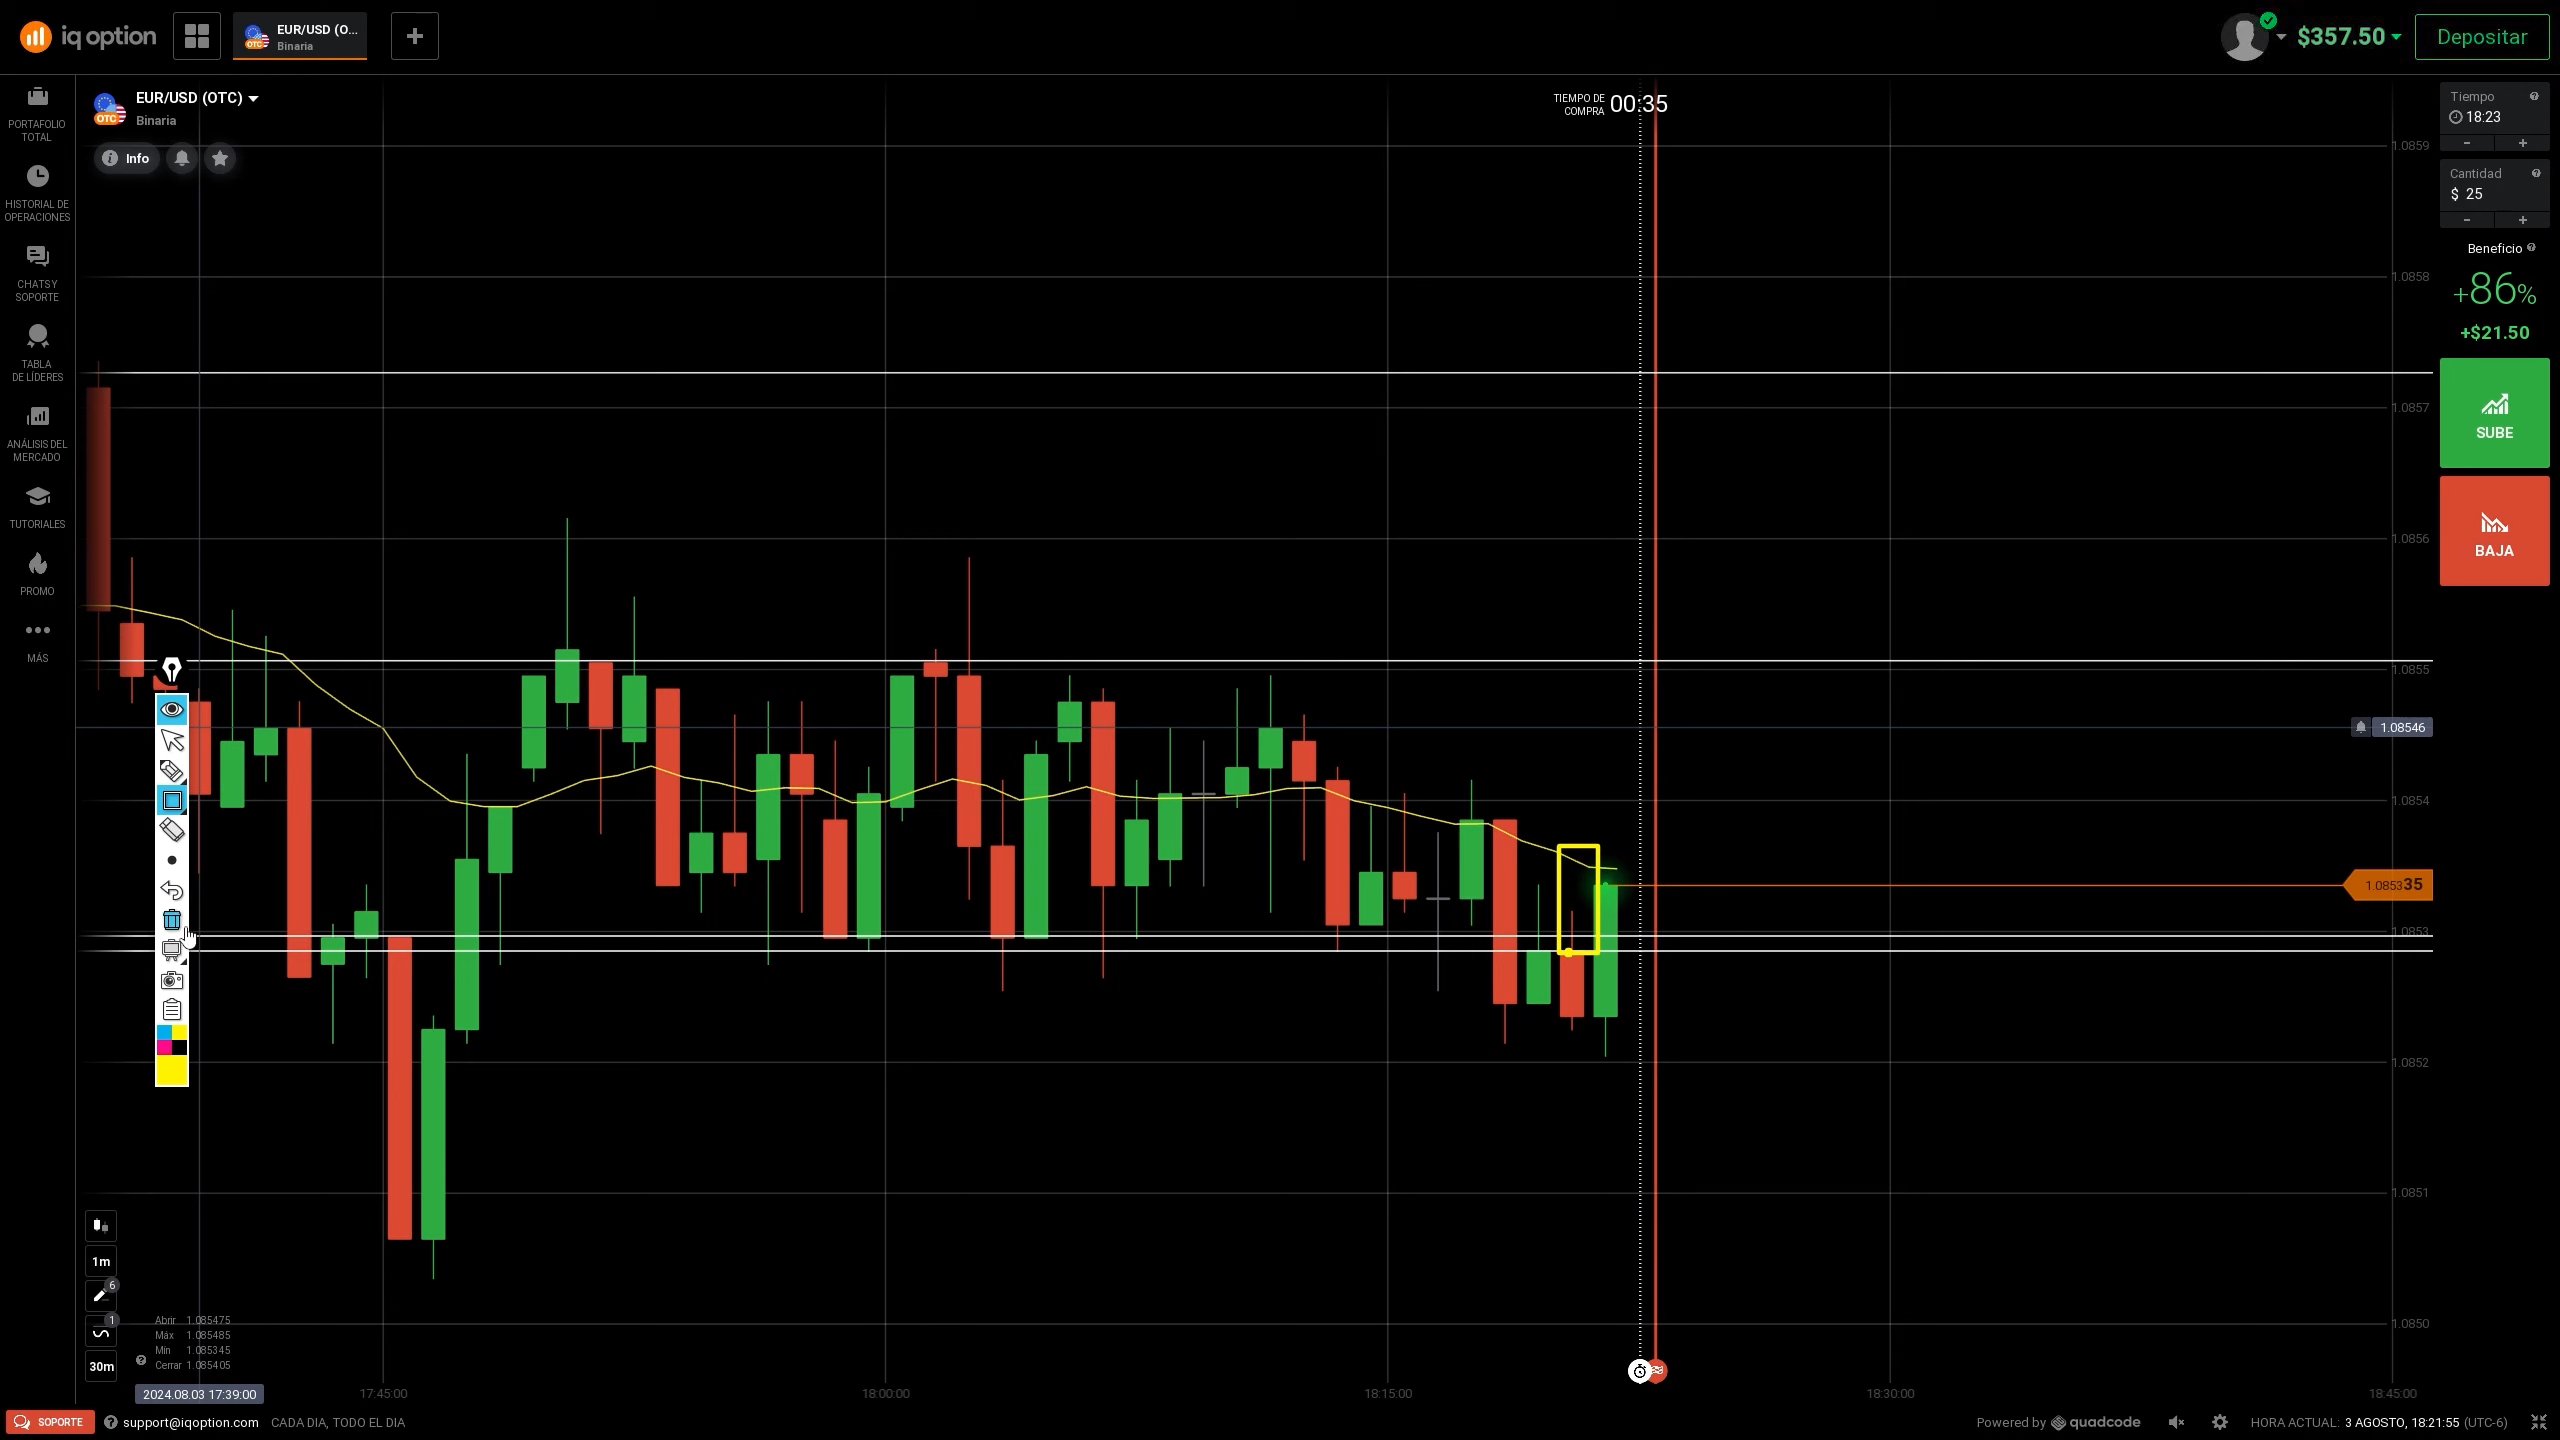 iq option
EUR/USD (O...
Binaria
$357.50
Depositar
EUR/USD (OTC)
OTC
Binaria
Info
TIEMPO DE
COMPRA
00:35
PORTAFOLIO
TOTAL
HISTORIAL DE
OPERACIONES
CHATS Y
SOPORTE
TABLA
DE LÍDERES
ANÁLISIS DEL
MERCADO
TUTORIALES
PROMO
MÁS
Tiempo
18:23
Cantidad
$ 25
Beneficio
+86%
+$21.50
SUBE
BAJA
1.0859
1.0858
1.0857
1.0856
1.0855
1.08546
1.0854
1.085335
1.0853
1.0852
1.0851
1.0850
1m
6
1
30m
Abrir 1.085475
Máx 1.085485
Mín 1.085345
Cerrar 1.085405
2024.08.03 17:39:00
17:45:00
18:00:00
18:15:00
18:30:00
18:45:00
SOPORTE
support@iqoption.com
CADA DIA, TODO EL DIA
Powered by quadcode
HORA ACTUAL: 3 AGOSTO, 18:21:55 (UTC-6)